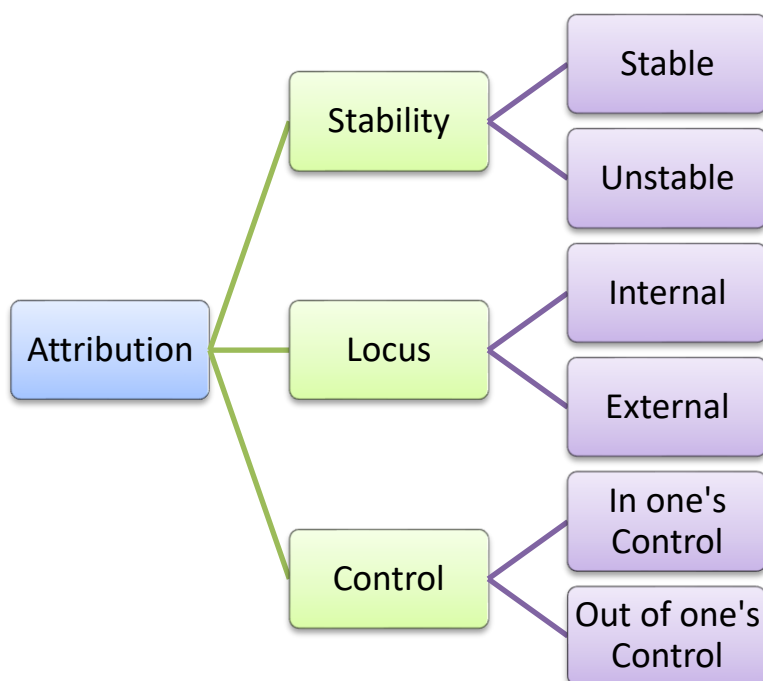 Attribution
Stability
Stable
Unstable
Locus
Internal
External
Control
In one's
Control
Out of one's
Control